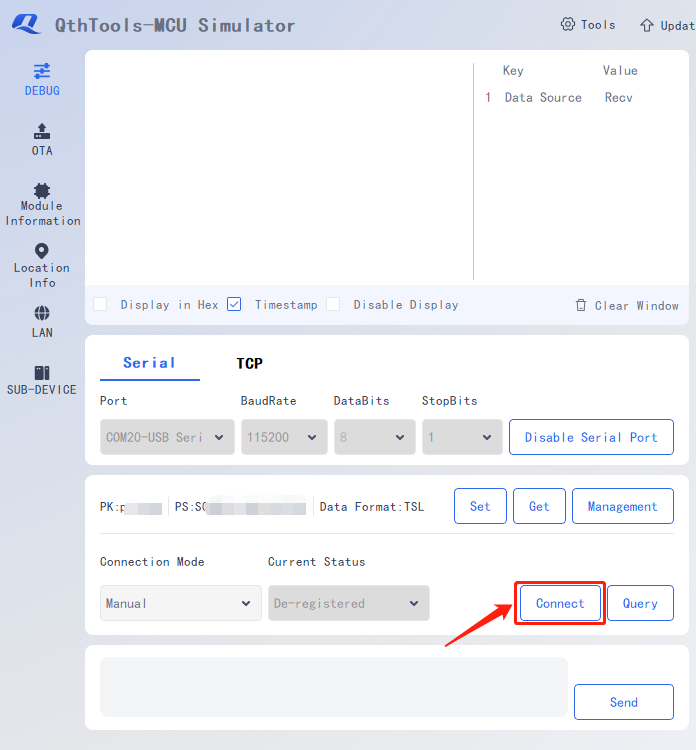 QthTools-MCU Simulator
Tools
Updat
DEBUG
OTA
Module
Information
Location
Info
LAN
SUB-DEVICE
Key Value
1 Data Source Recv
Display in Hex Timestamp Disable Display Clear Window
Serial TCP
Port BaudRate DataBits StopBits
COM20-USB Seri 115200 8 1 Disable Serial Port
PK:p PS:S Data Format:TSL Set Get Management
Connection Mode Current Status
Manual De-registered Connect Query
Send